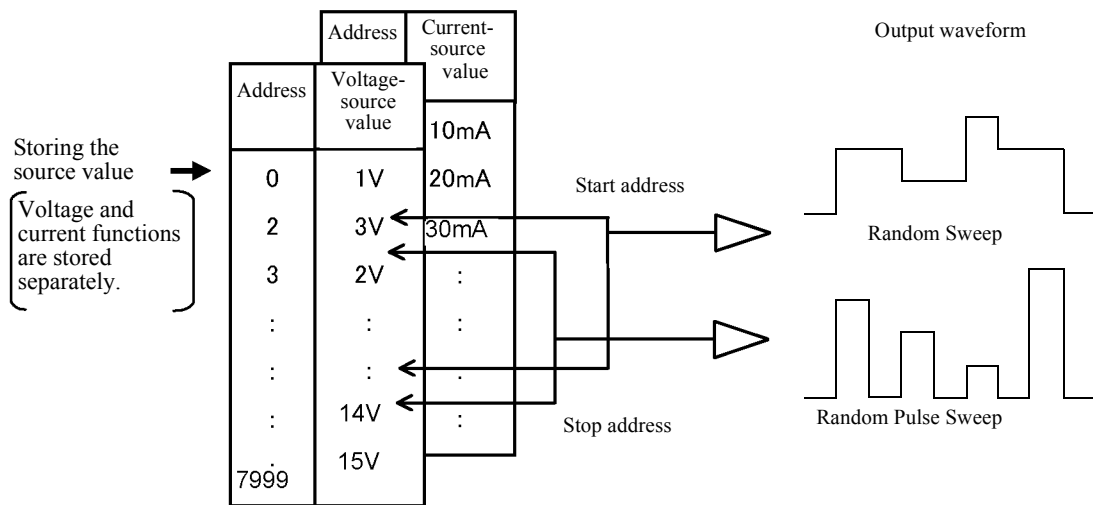 Address
Current-
source
value
Output waveform
Address
Voltage-
source
value
10mA
Storing the
source value
0
1V
20mA
Start address
Voltage and
current functions
are stored
separately.
2
3V
30mA
Random Sweep
3
2V
:
:
:
:
:
:
.
:
14V
:
Stop address
Random Pulse Sweep
.
15V
7999